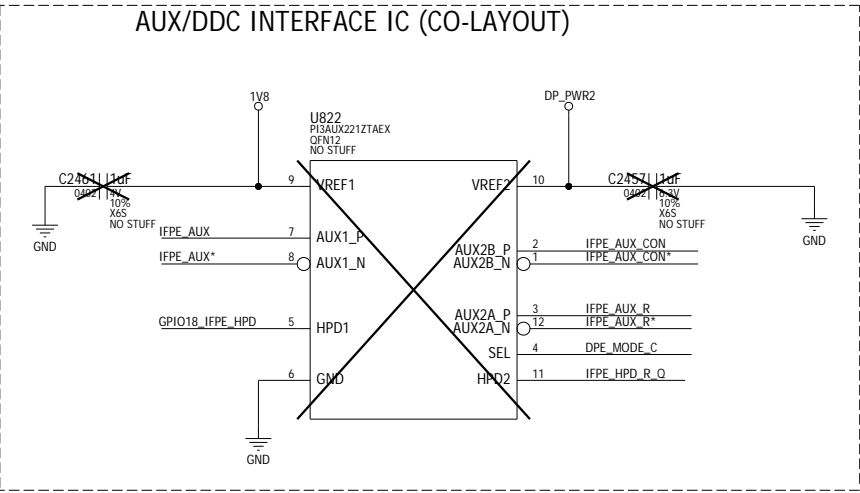 AUX/DDC INTERFACE IC (CO-LAYOUT)
1V8
DP_PWR2
U822
PI3AUX221ZTAEX
QFN12
NO STUFF
C2461 1uF
0402 4V
10%
X6S
NO STUFF
GND
9 VREF1
VREF2 10
C2457 1uF
0402 6.3V
10%
X6S
NO STUFF
GND
IFPE_AUX 7 AUX1_P
IFPE_AUX* 8 AUX1_N
AUX2B_P 2 IFPE_AUX_CON
AUX2B_N 1 IFPE_AUX_CON*
AUX2A_P 3 IFPE_AUX_R
AUX2A_N 12 IFPE_AUX_R*
GPIO18_IFPE_HPD 5 HPD1
SEL 4 DPE_MODE_C
6 GND
HPD2 11 IFPE_HPD_R_Q
GND